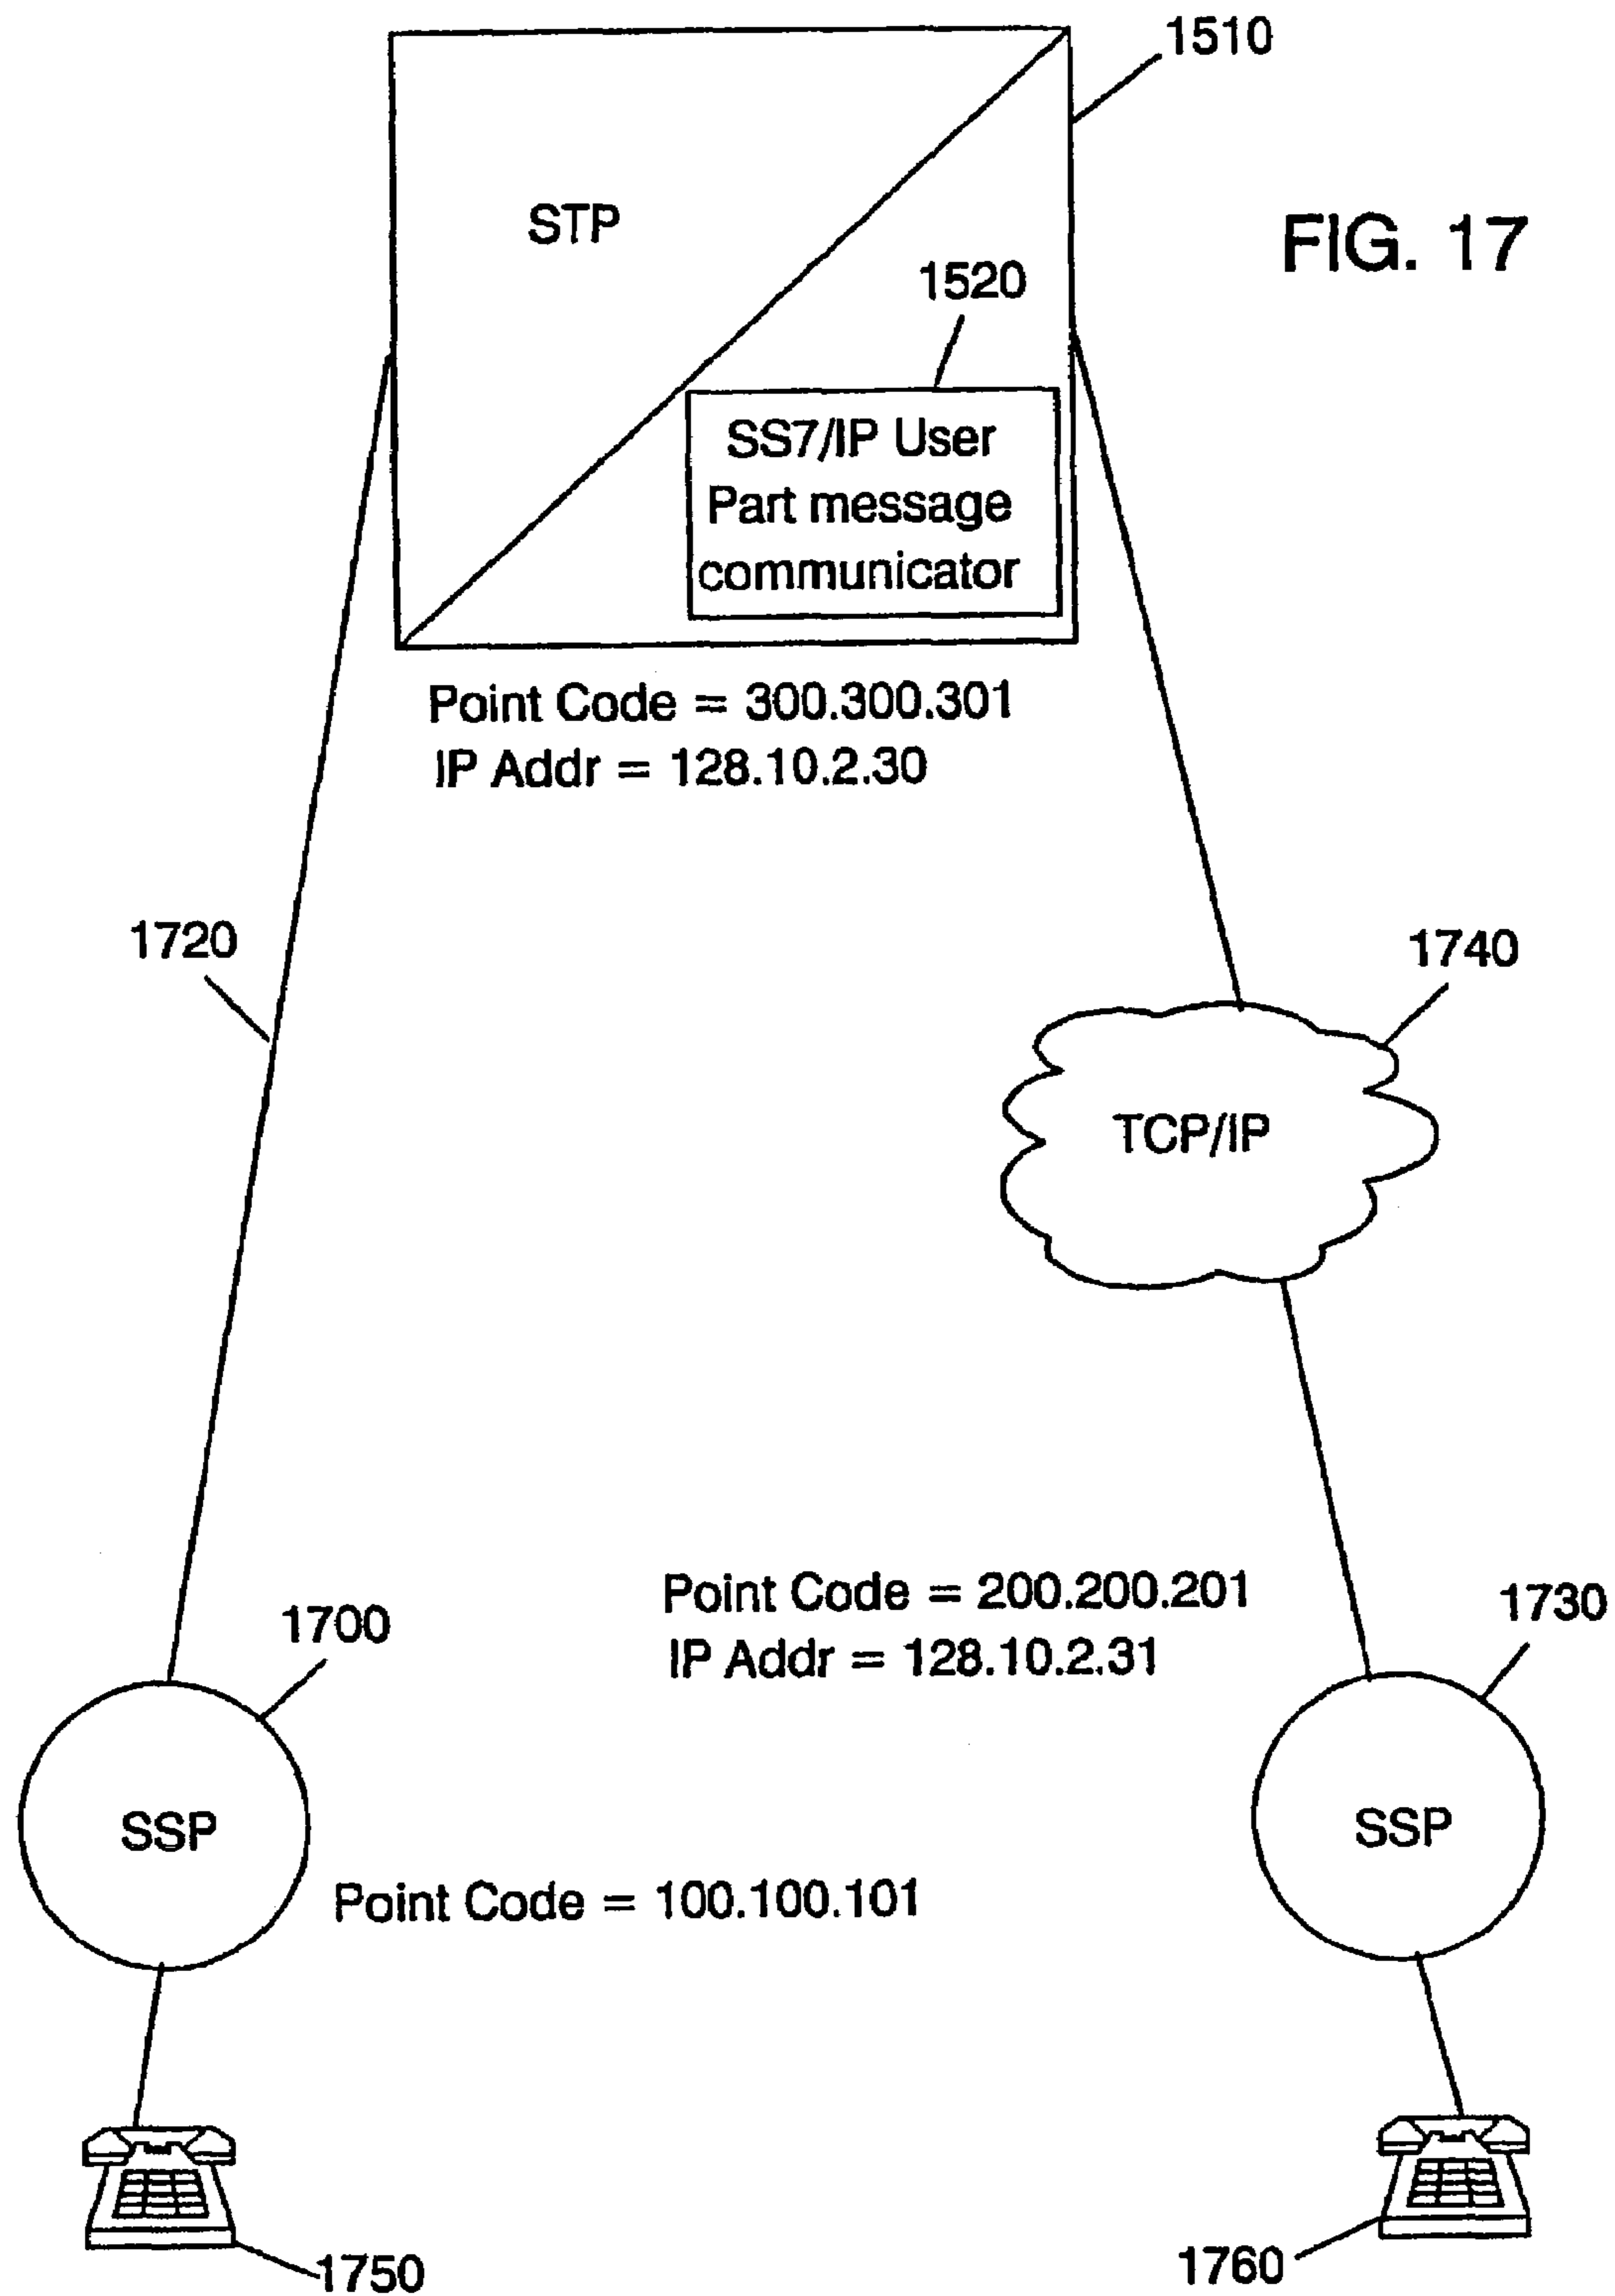 1510
STP
FIG. 17
1520
SS7/IP User
Part message
communicator
Point Code = 300.300.301
IP Addr = 128.10.2.30
1720
1740
TCP/IP
Point Code = 200.200.201
IP Addr = 128.10.2.31
1700
1730
SSP
SSP
Point Code = 100.100.101
1750
1760